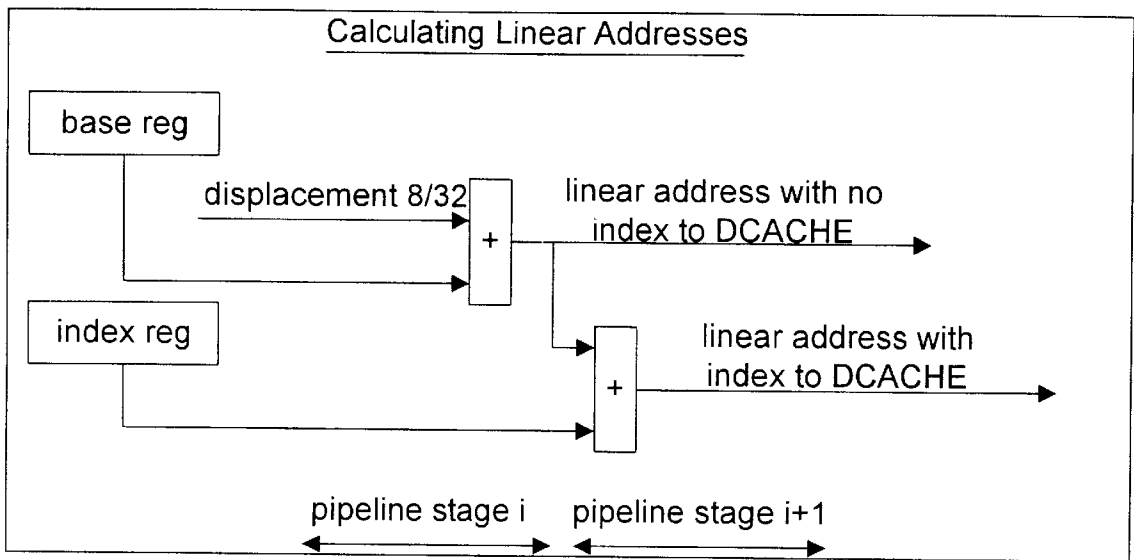 Calculating Linear Addresses
base reg
displacement 8/32
+
linear address with no
index to DCACHE
index reg
+
linear address with
index to DCACHE
pipeline stage i
pipeline stage i+1